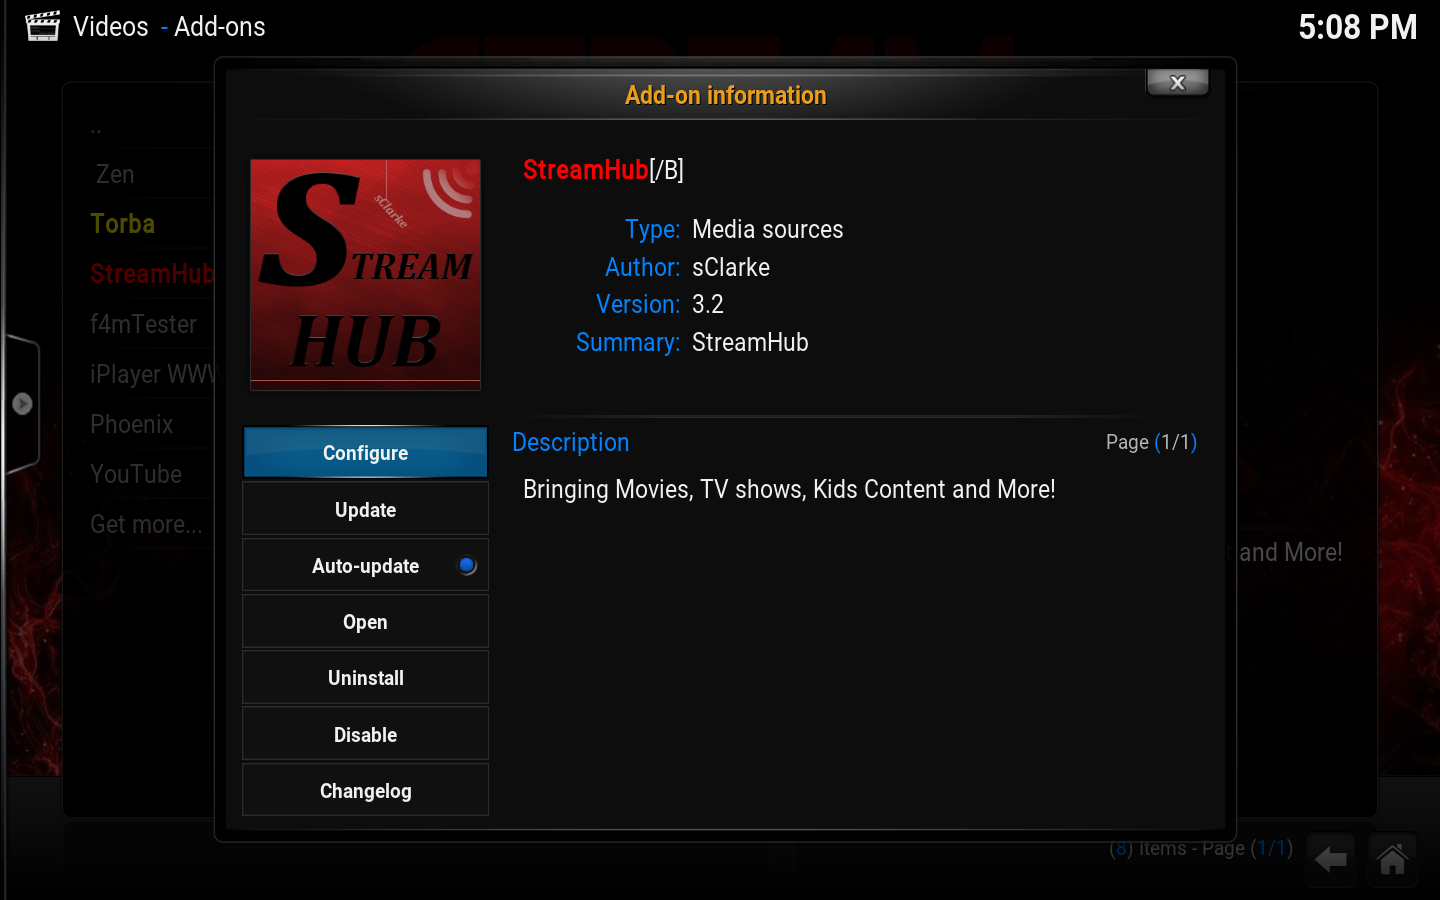 Videos - Add-ons
5:08 PM
..
Zen
Torba
StreamHub
f4mTester
iPlayer WWW
Phoenix
YouTube
Get more...
Add-on information
x
sClarke
STREAM
HUB
StreamHub[/B]
Type: Media sources
Author: sClarke
Version: 3.2
Summary: StreamHub
Configure
Update
Auto-update
Open
Uninstall
Disable
Changelog
Description
Page (1/1)
Bringing Movies, TV shows, Kids Content and More!
and More!
(8) Items - Page (1/1)